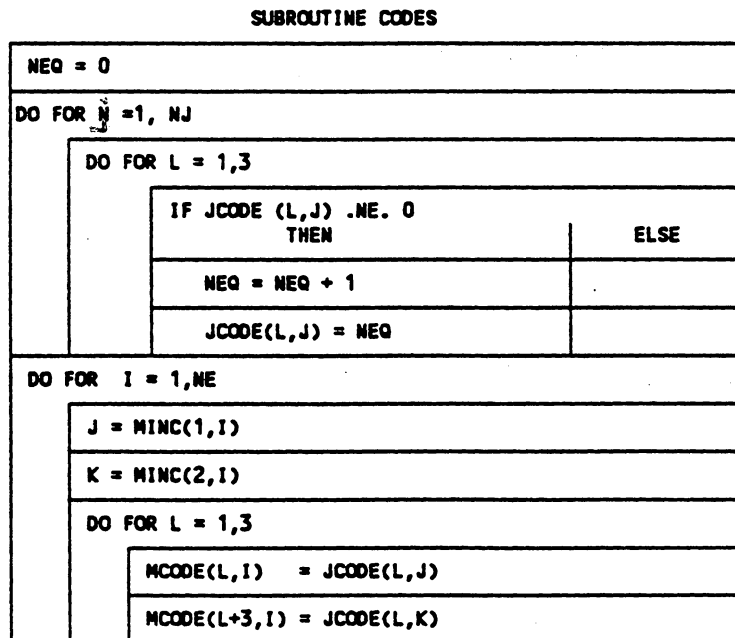 SUBROUTINE CODES
NEQ = 0
DO FOR N =1, NJ
DO FOR L = 1,3
IF JCODE (L,J) .NE. 0
THEN ELSE
NEQ = NEQ + 1
JCODE(L,J) = NEQ
DO FOR I = 1,NE
J = MINC(1,I)
K = MINC(2,I)
DO FOR L = 1,3
MCODE(L,I) = JCODE(L,J)
MCODE(L+3,I) = JCODE(L,K)